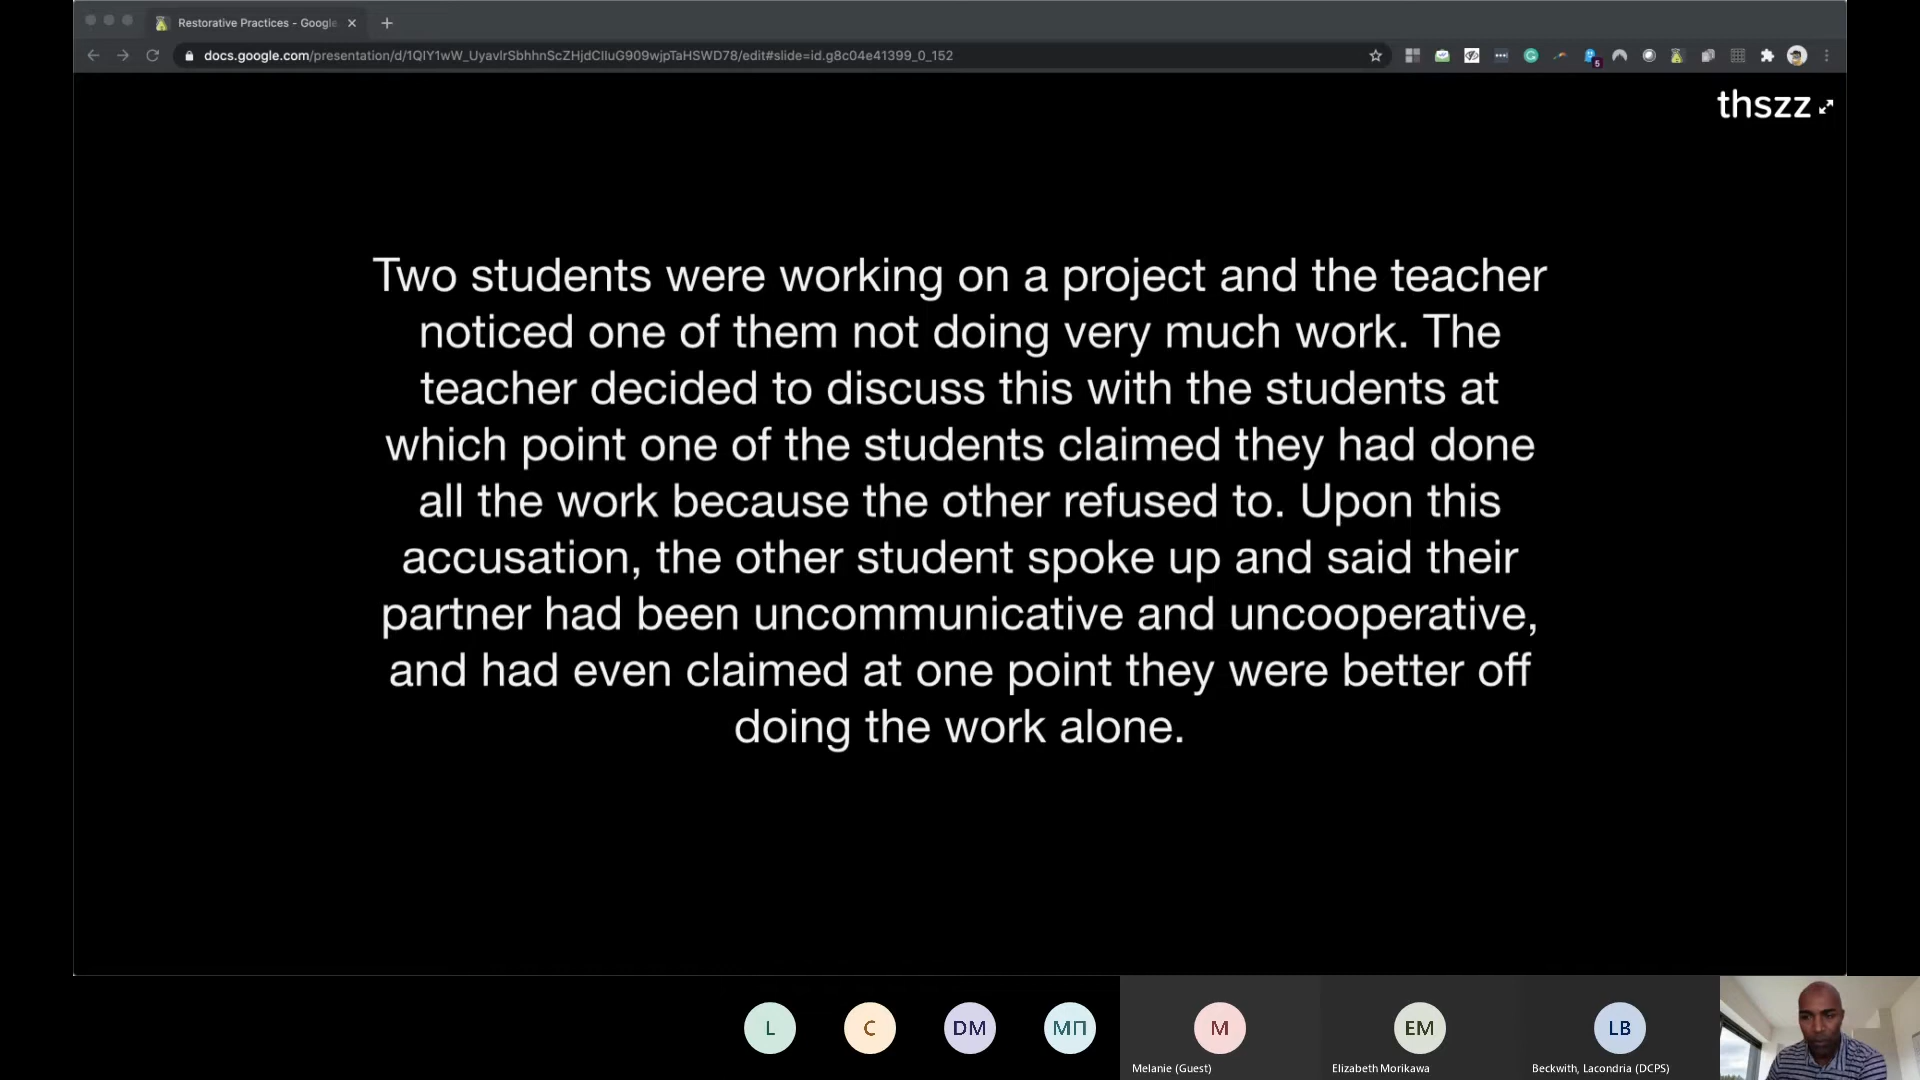 Restorative Practices - Google
docs.google.com/presentation/d/1QIY1wW_UyavIrSbhhnScZHjdClIuG909wjpTaHSWD78/edit#slide=id.g8c04e41399_0_152
5
thszz
Two students were working on a project and the teacher
noticed one of them not doing very much work. The
teacher decided to discuss this with the students at
which point one of the students claimed they had done
all the work because the other refused to. Upon this
accusation, the other student spoke up and said their
partner had been uncommunicative and uncooperative,
and had even claimed at one point they were better off
doing the work alone.
L
C
DM
МП
M
EM
LB
Melanie (Guest)
Elizabeth Morikawa
Beckwith, Lacondria (DCPS)